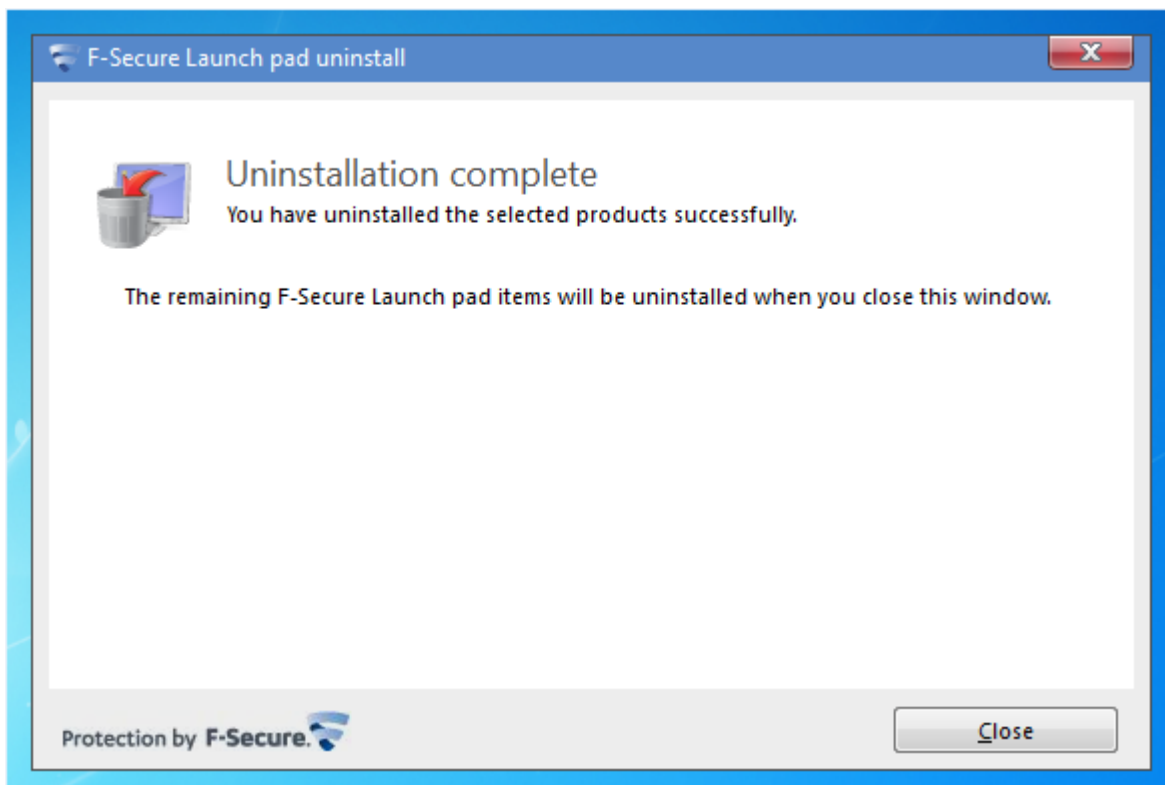 F-Secure Launch pad uninstall
Uninstallation complete
You have uninstalled the selected products successfully.
The remaining F-Secure Launch pad items will be uninstalled when you close this window.
Protection by F-Secure.
Close